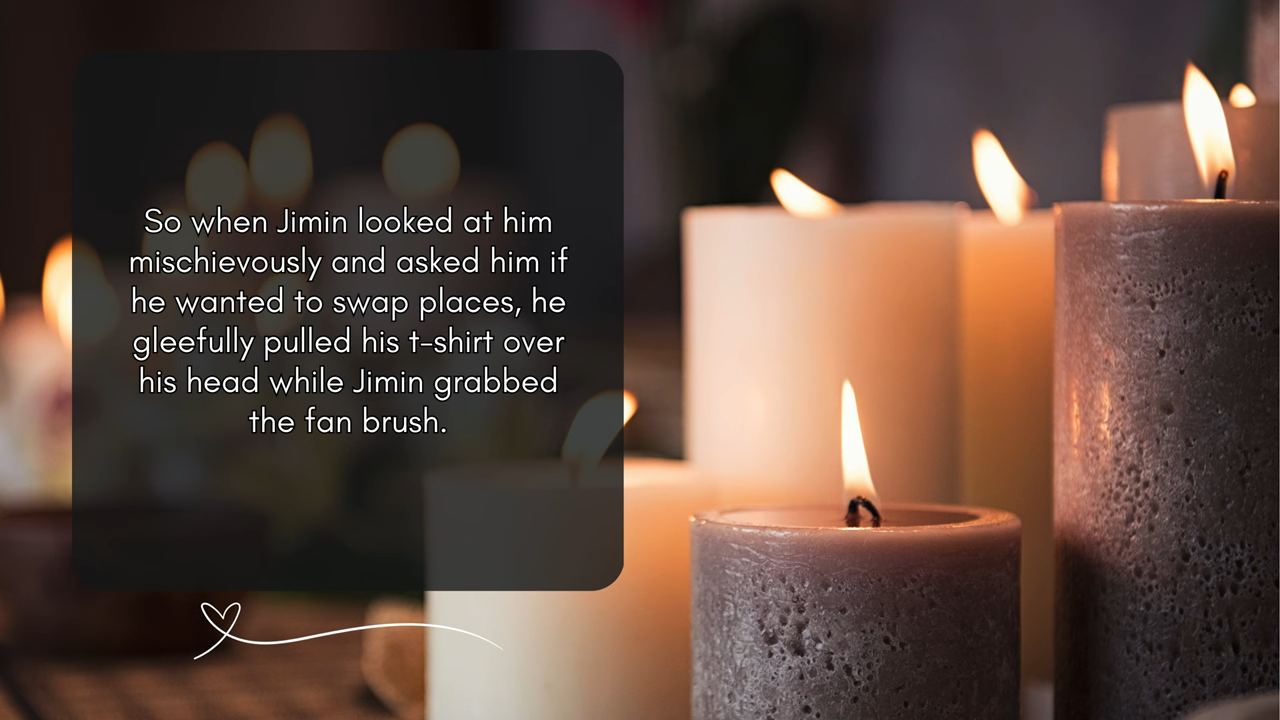 So when Jimin looked at him
mischievously and asked him if
he wanted to swap places, he
gleefully pulled his t-shirt over
his head while Jimin grabbed
the fan brush.